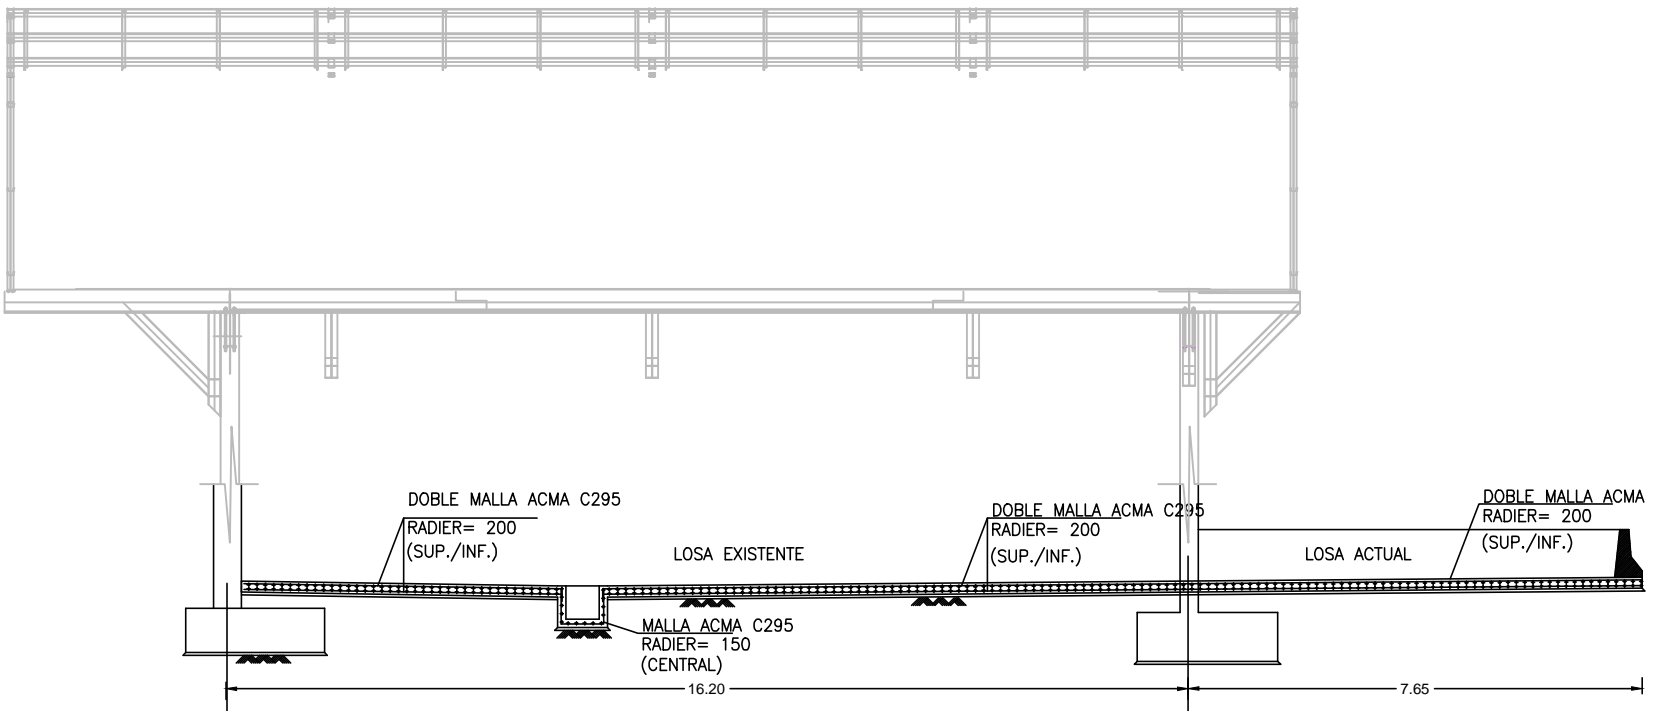 DOBLE MALLA ACMA C295
RADIER= 200
(SUP./INF.)
LOSA EXISTENTE
DOBLE MALLA ACMA C295
RADIER= 200
(SUP./INF.)
LOSA ACTUAL
DOBLE MALLA ACMA
RADIER= 200
(SUP./INF.)
MALLA ACMA C295
RADIER= 150
(CENTRAL)
16.20
7.65